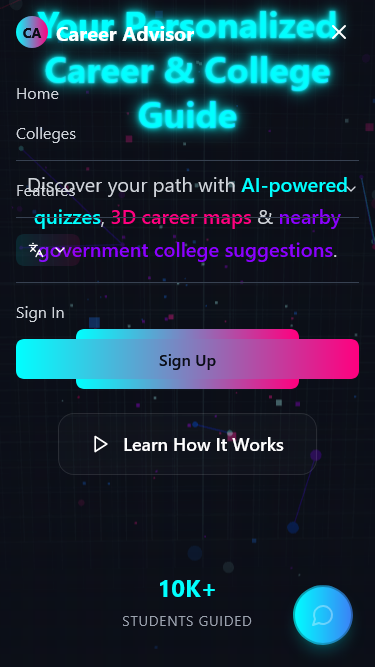 Your Personalized
CA Career Advisor
Career & College
Home
Guide
Colleges
Discover your path with AI-powered
Features
quizzes, 3D career maps & nearby
government college suggestions.
Sign In
Sign Up
Learn How It Works
10K+
STUDENTS GUIDED